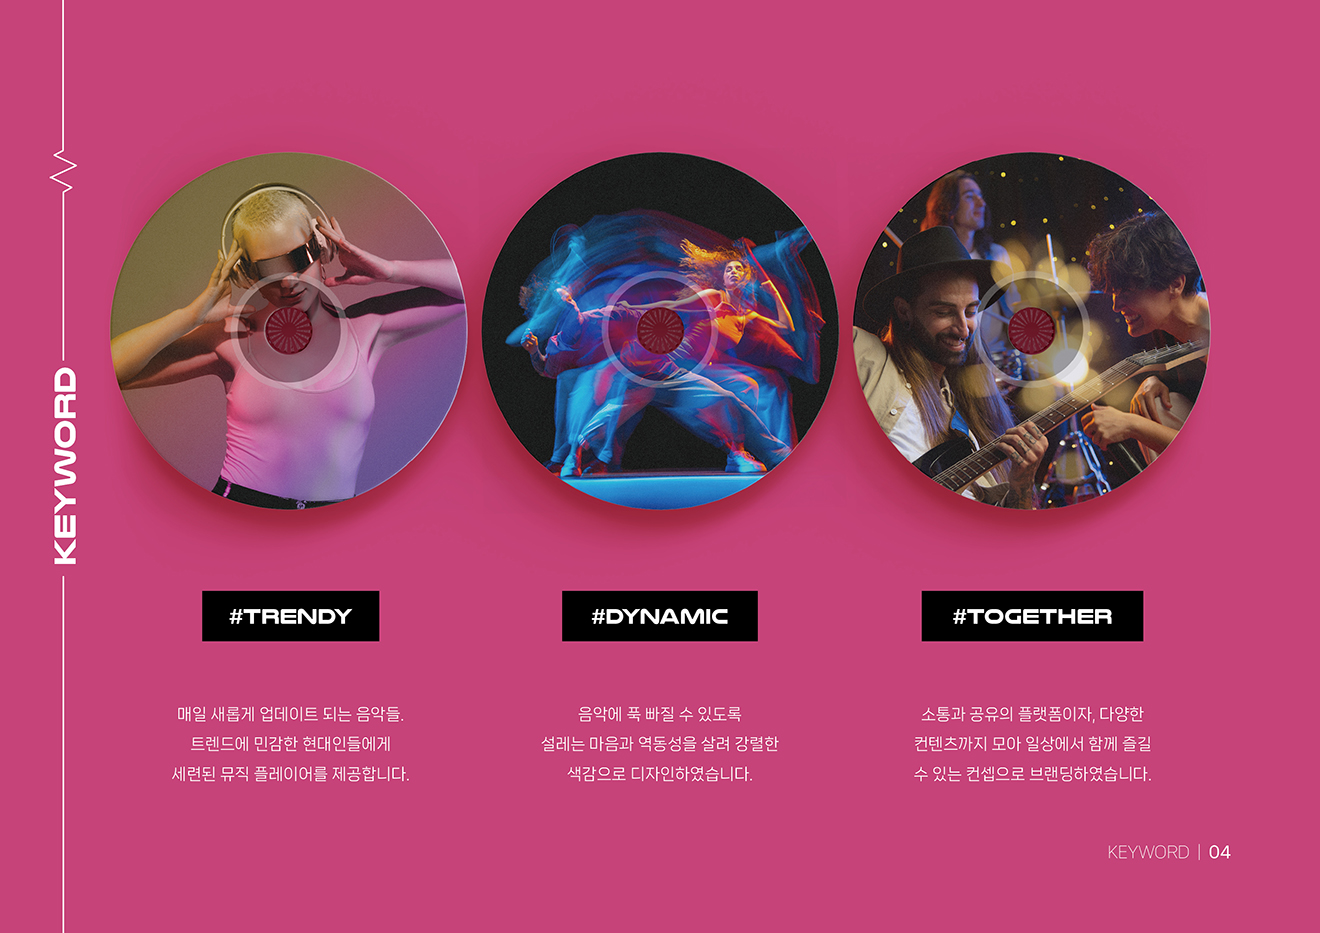 KEYWORD
#TRENDY
매일 새롭게 업데이트 되는 음악들.
트렌드에 민감한 현대인들에게
세련된 뮤직 플레이어를 제공합니다.
#DYNAMIC
음악에 푹 빠질 수 있도록
설레는 마음과 역동성을 살려 강렬한
색감으로 디자인하였습니다.
#TOGETHER
소통과 공유의 플랫폼이자, 다양한
컨텐츠까지 모아 일상에서 함께 즐길
수 있는 컨셉으로 브랜딩하였습니다.
KEYWORD | 04